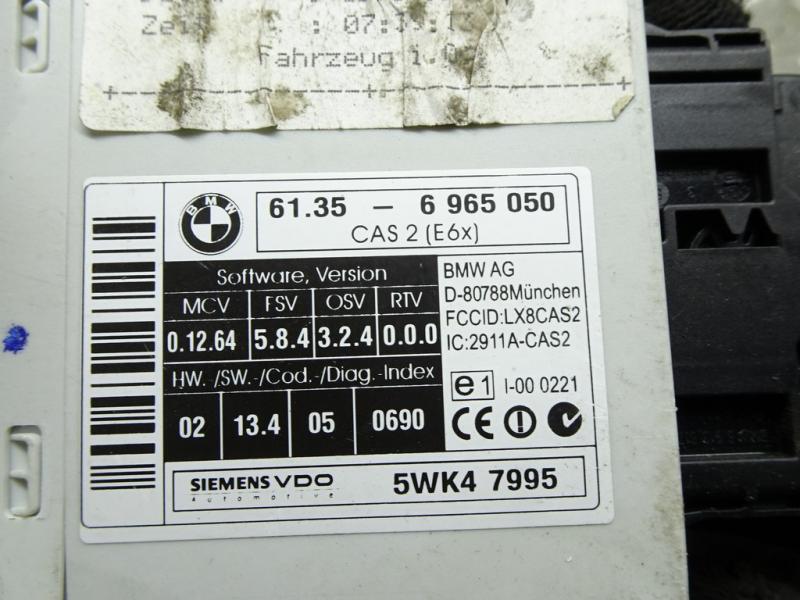 Zeit : 07:
Fahrzeug i.O.
BMW
61.35 - 6 965 050
CAS 2 (E6x)
Software, Version
MCV FSV OSV RTV
0.12.64 5.8.4 3.2.4 0.0.0
HW. /SW.-/Cod.-/Diag.-Index
02 13.4 05 0690
BMW AG
D-80788München
FCCID:LX8CAS2
IC:2911A-CAS2
e1 I-00 0221
CE
SIEMENS VDO
Automotive
5WK4 7995